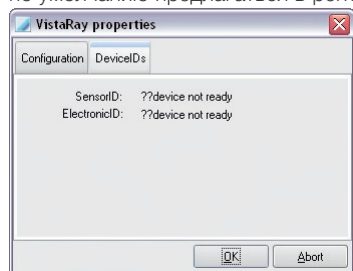 VistaRay properties
Configuration DeviceIDs
SensorID: ??device not ready
ElectronicID: ??device not ready
OK Abort